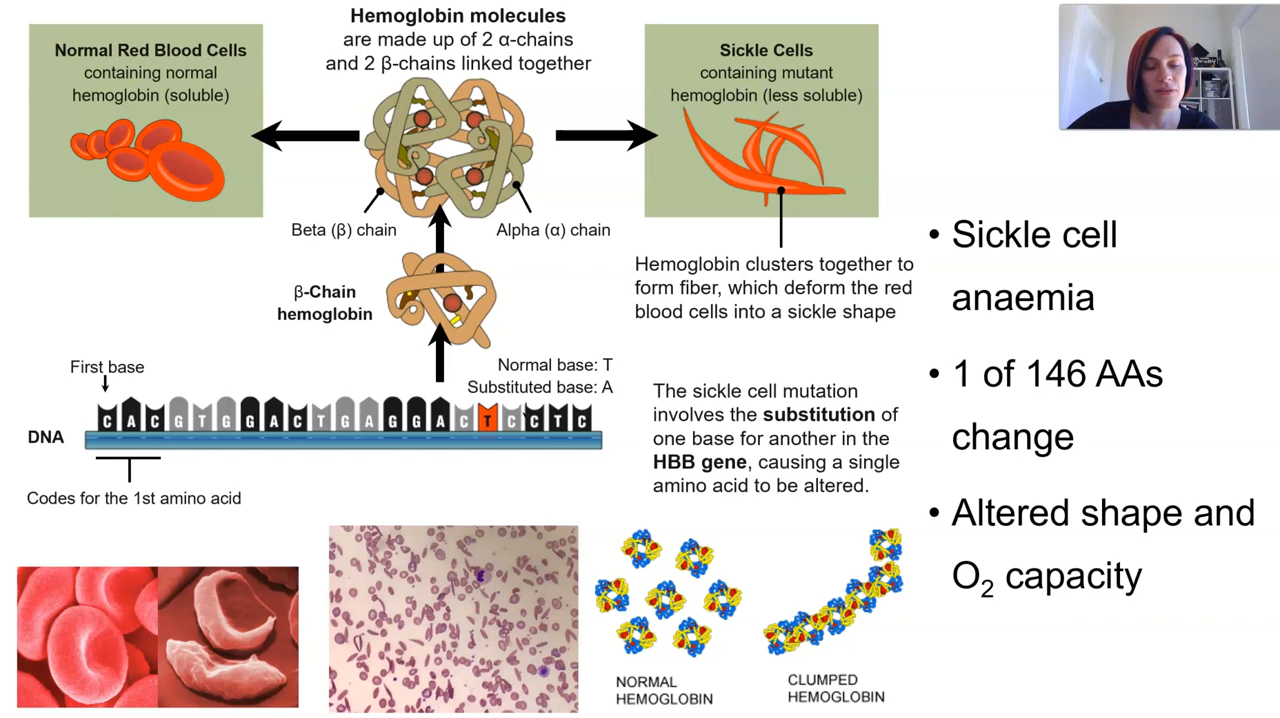 Hemoglobin molecules
are made up of 2 α-chains
and 2 β-chains linked together
Normal Red Blood Cells
containing normal
hemoglobin (soluble)
Sickle Cells
containing mutant
hemoglobin (less soluble)
Beta (β) chain
Alpha (α) chain
β-Chain
hemoglobin
Hemoglobin clusters together to
form fiber, which deform the red
blood cells into a sickle shape
Normal base: T
Substituted base: A
First base
DNA
C A C G T G G A C T G A G G A C T C C T C
Codes for the 1st amino acid
The sickle cell mutation
involves the substitution of
one base for another in the
HBB gene, causing a single
amino acid to be altered.
NORMAL
HEMOGLOBIN
CLUMPED
HEMOGLOBIN
• Sickle cell
anaemia
• 1 of 146 AAs
change
• Altered shape and
O₂ capacity